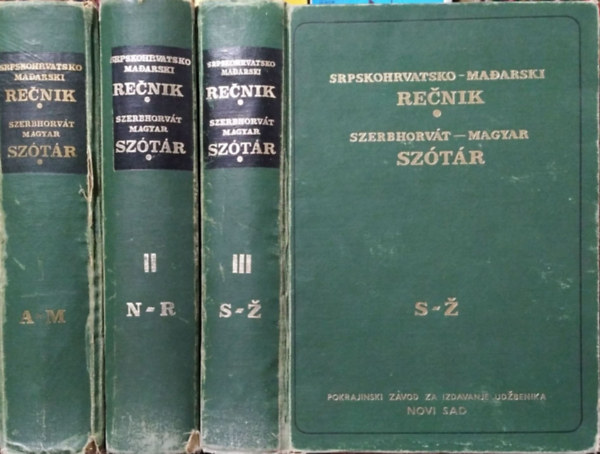 SRPSKOHRVATSKO
MAĐARSKI
REČNIK
SZERBHORVÁT
MAGYAR
SZÓTÁR
A-M
SRPSKOHRVATSKO
MAĐARSKI
REČNIK
SZERBHORVÁT
MAGYAR
SZÓTÁR
II
N-R
SRPSKOHRVATSKO
MAĐARSKI
REČNIK
SZERBHORVÁT
MAGYAR
SZÓTÁR
III
S-Ž
SRPSKOHRVATSKO-MAĐARSKI
REČNIK
SZERBHORVÁT-MAGYAR
SZÓTÁR
S-Ž
POKRAJINSKI ZAVOD ZA IZDAVANJE UDŽBENIKA
NOVI SAD